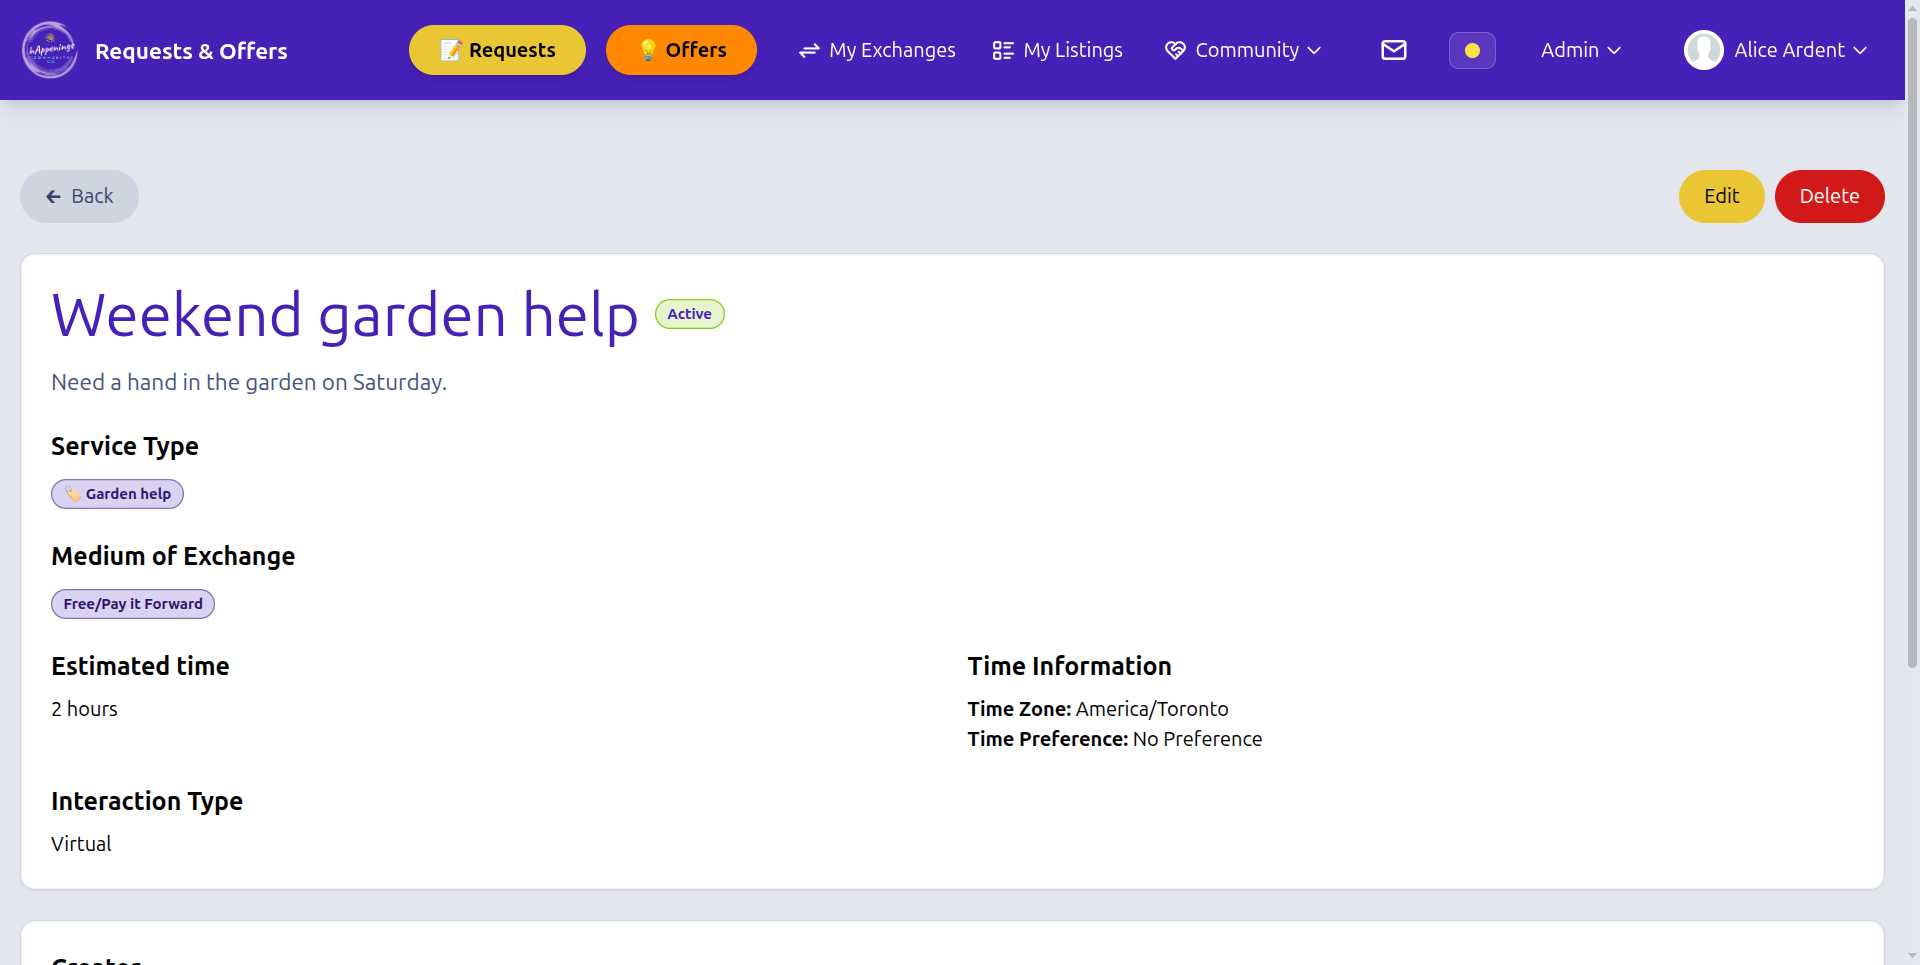 hAppenings
COMMUNITY
Requests & Offers
Requests
Offers
My Exchanges
My Listings
Community
Admin
Alice Ardent
Back
Edit
Delete
Weekend garden help
Active
Need a hand in the garden on Saturday.
Service Type
Garden help
Medium of Exchange
Free/Pay it Forward
Estimated time
2 hours
Time Information
Time Zone: America/Toronto
Time Preference: No Preference
Interaction Type
Virtual